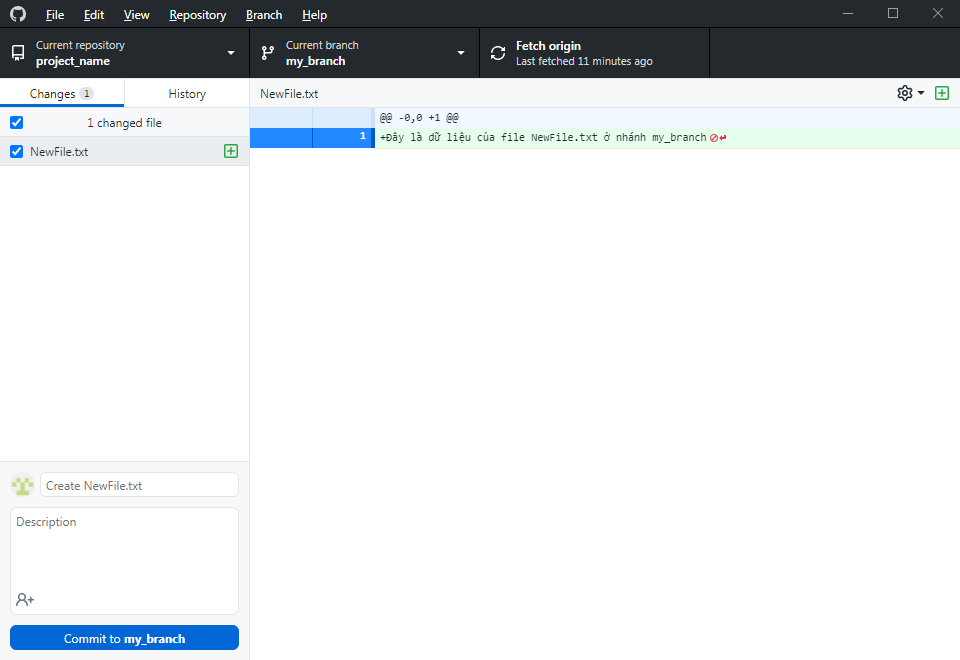 File Edit View Repository Branch Help
Current repository
project_name
Current branch
my_branch
Fetch origin
Last fetched 11 minutes ago
Changes 1
History
NewFile.txt
1 changed file
NewFile.txt
@@ -0,0 +1 @@
1 +Đây là dữ liệu của file NewFile.txt ở nhánh my_branch
Create NewFile.txt
Description
Commit to my_branch